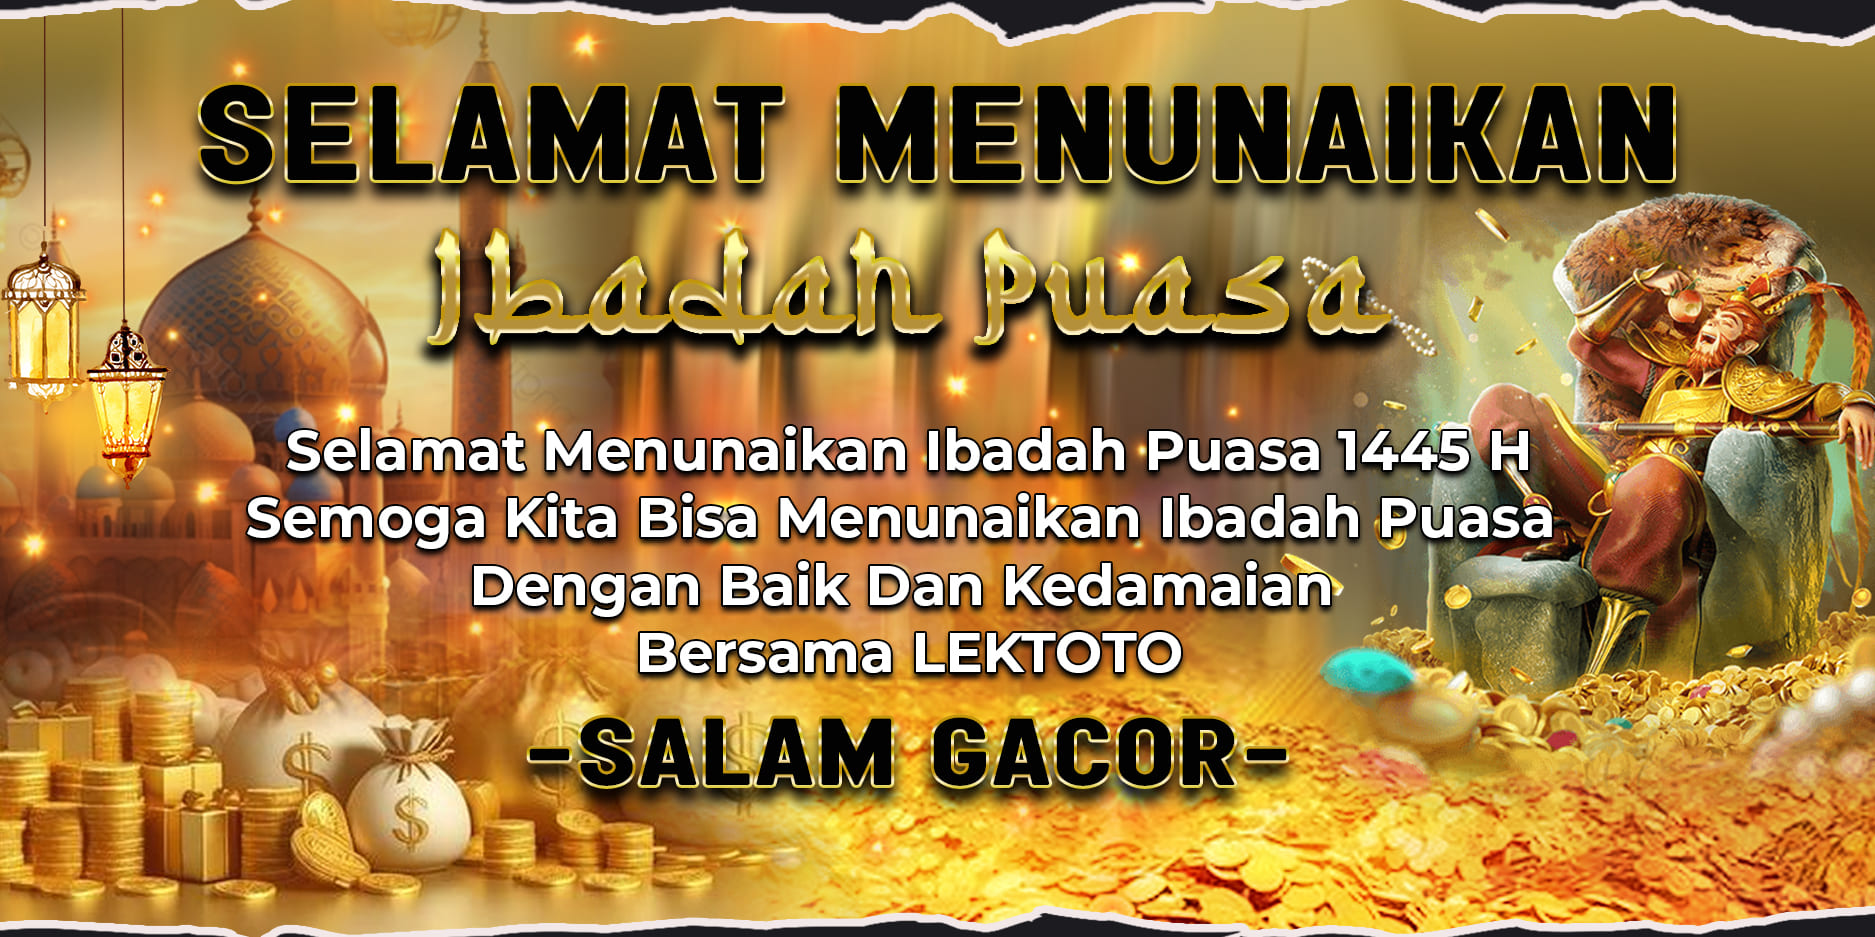 SELAMAT MENUNAIKAN
Ibadah Puasa
Selamat Menunaikan Ibadah Puasa 1445 H
Semoga Kita Bisa Menunaikan Ibadah Puasa
Dengan Baik Dan Kedamaian
Bersama LEKTOTO
-SALAM GACOR-